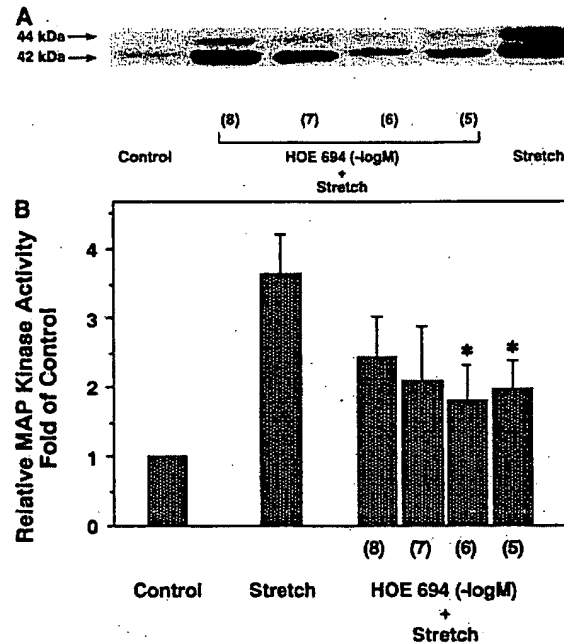 A
44 kDa
42 kDa
(8) (7) (6) (5)
Control HOE 694 (-logM) Stretch
+
Stretch
B
Relative MAP Kinase Activity
Fold of Control
4
3
2
1
0
* *
(8) (7) (6) (5)
Control Stretch HOE 694 (-logM)
+
Stretch